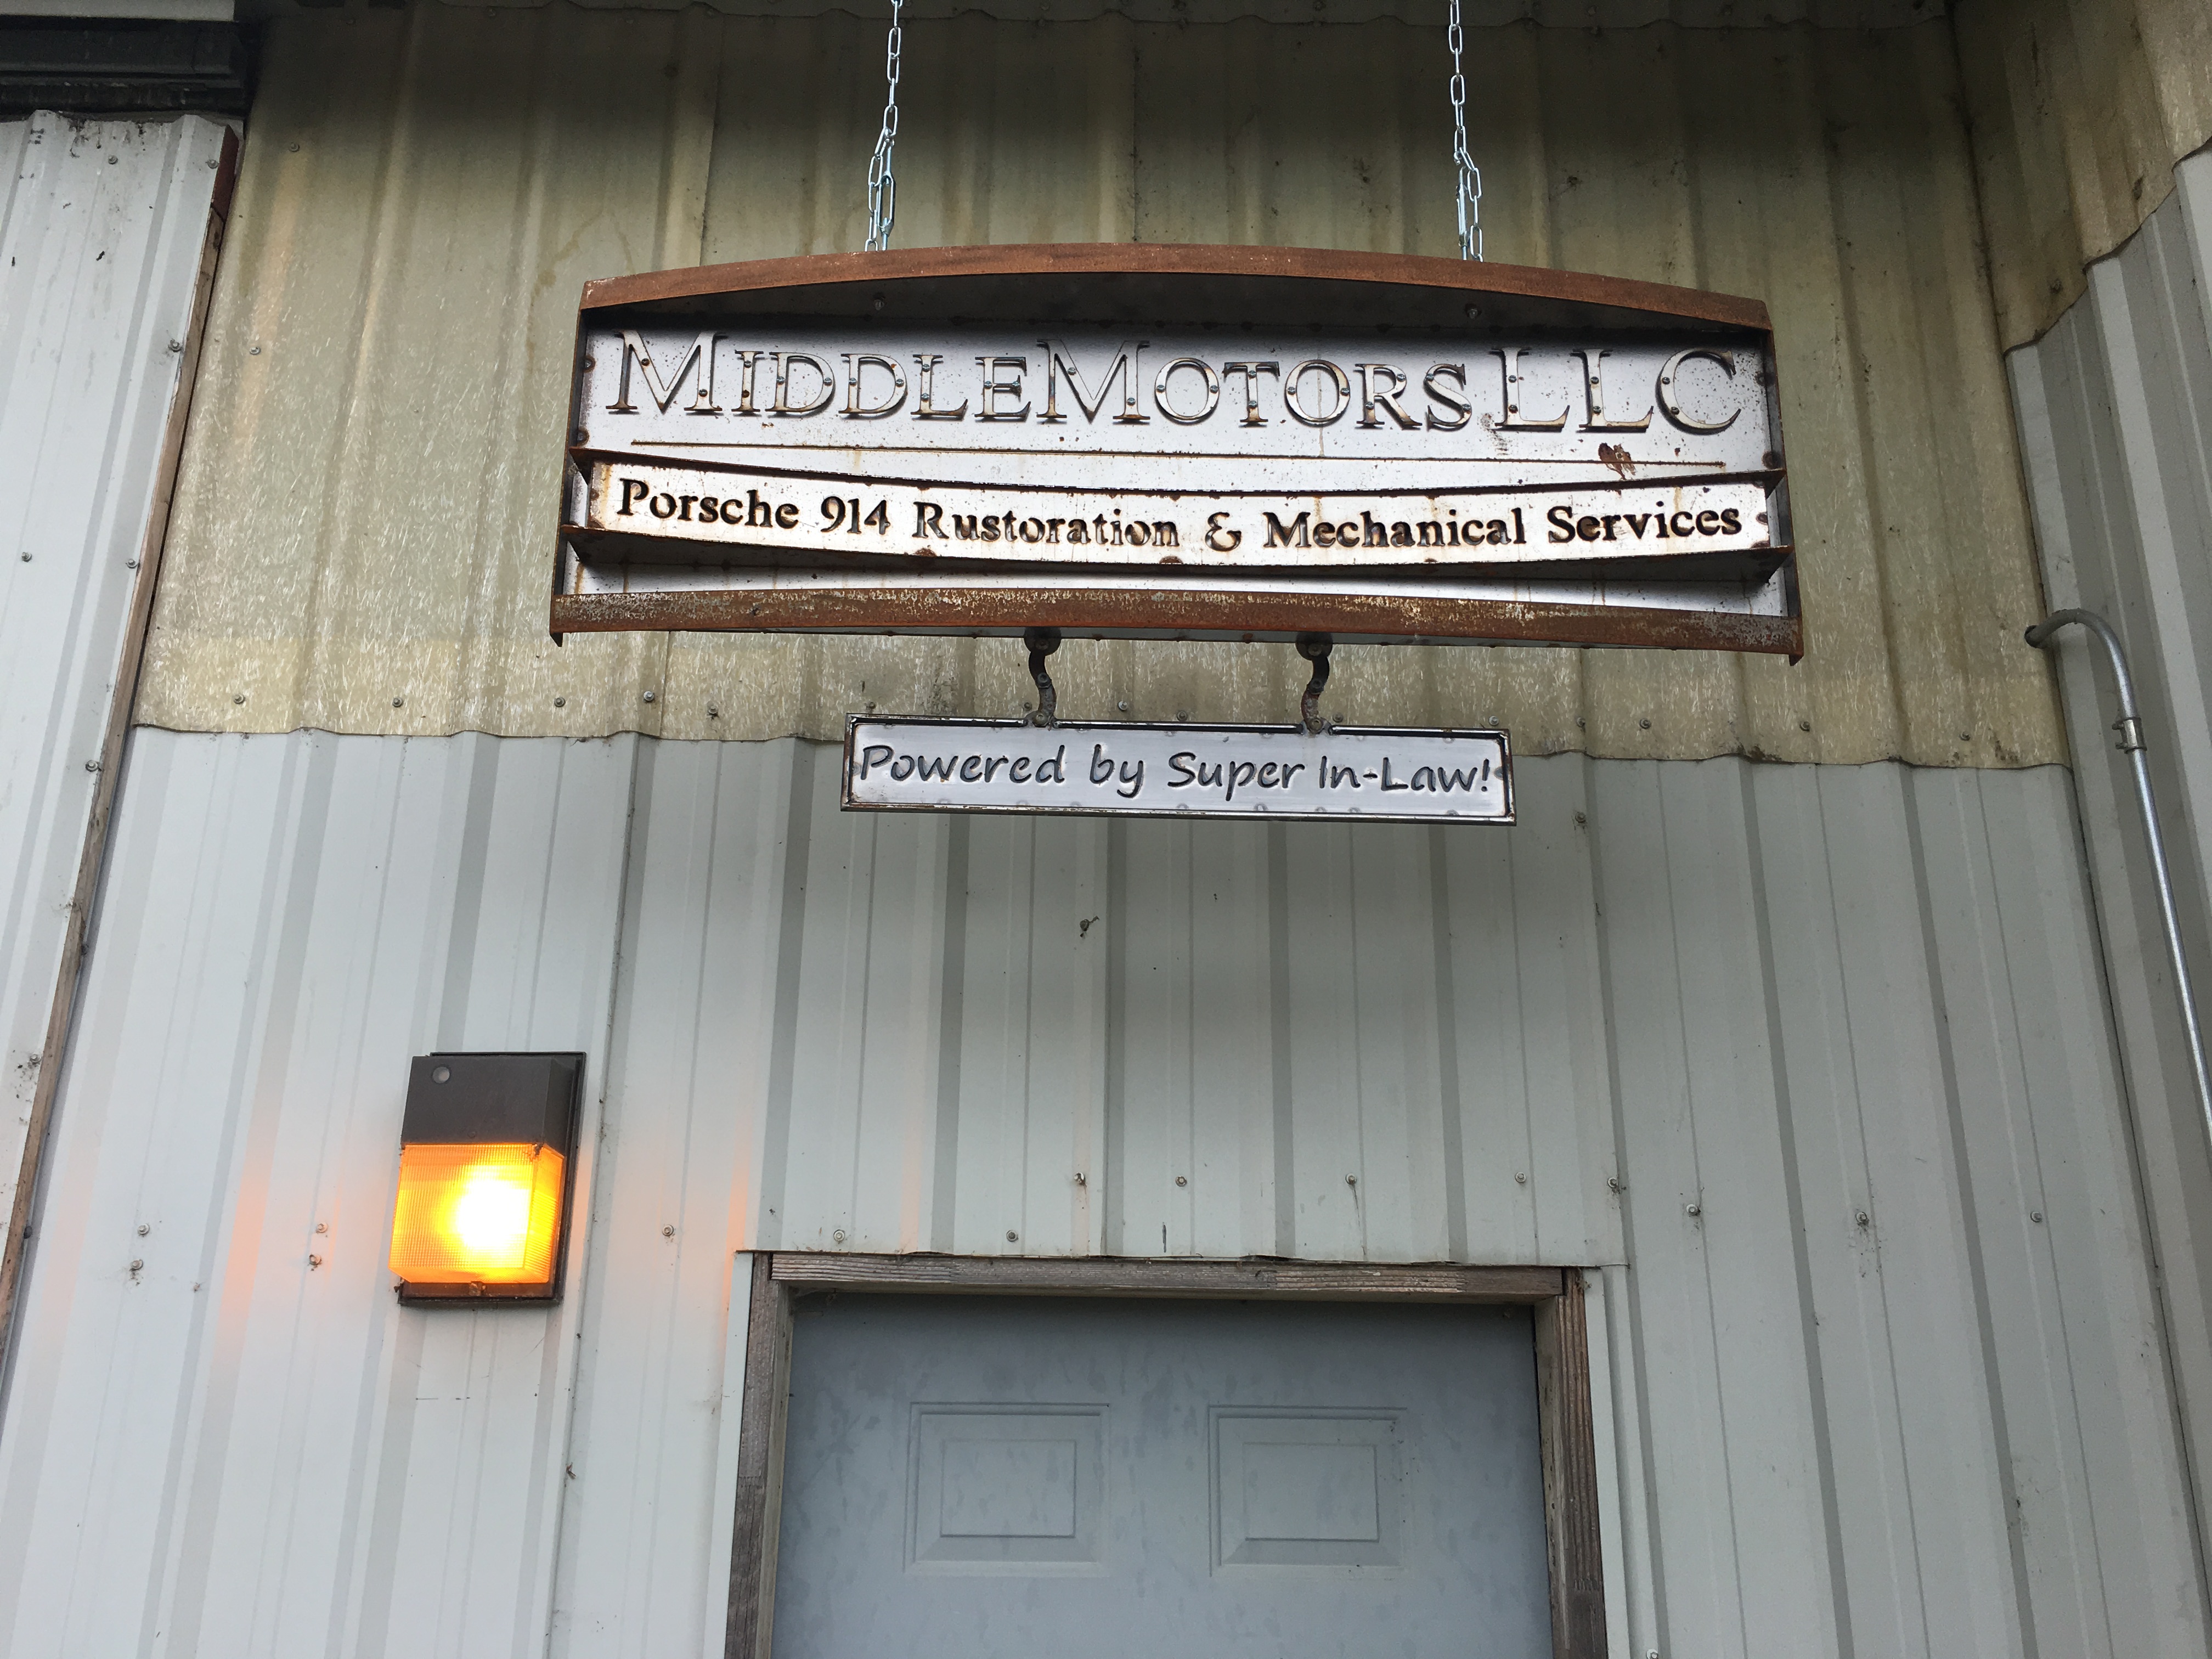 MIDDLEMOTORS LLC
Porsche 914 Rustoration & Mechanical Services
Powered by Super In-Law!